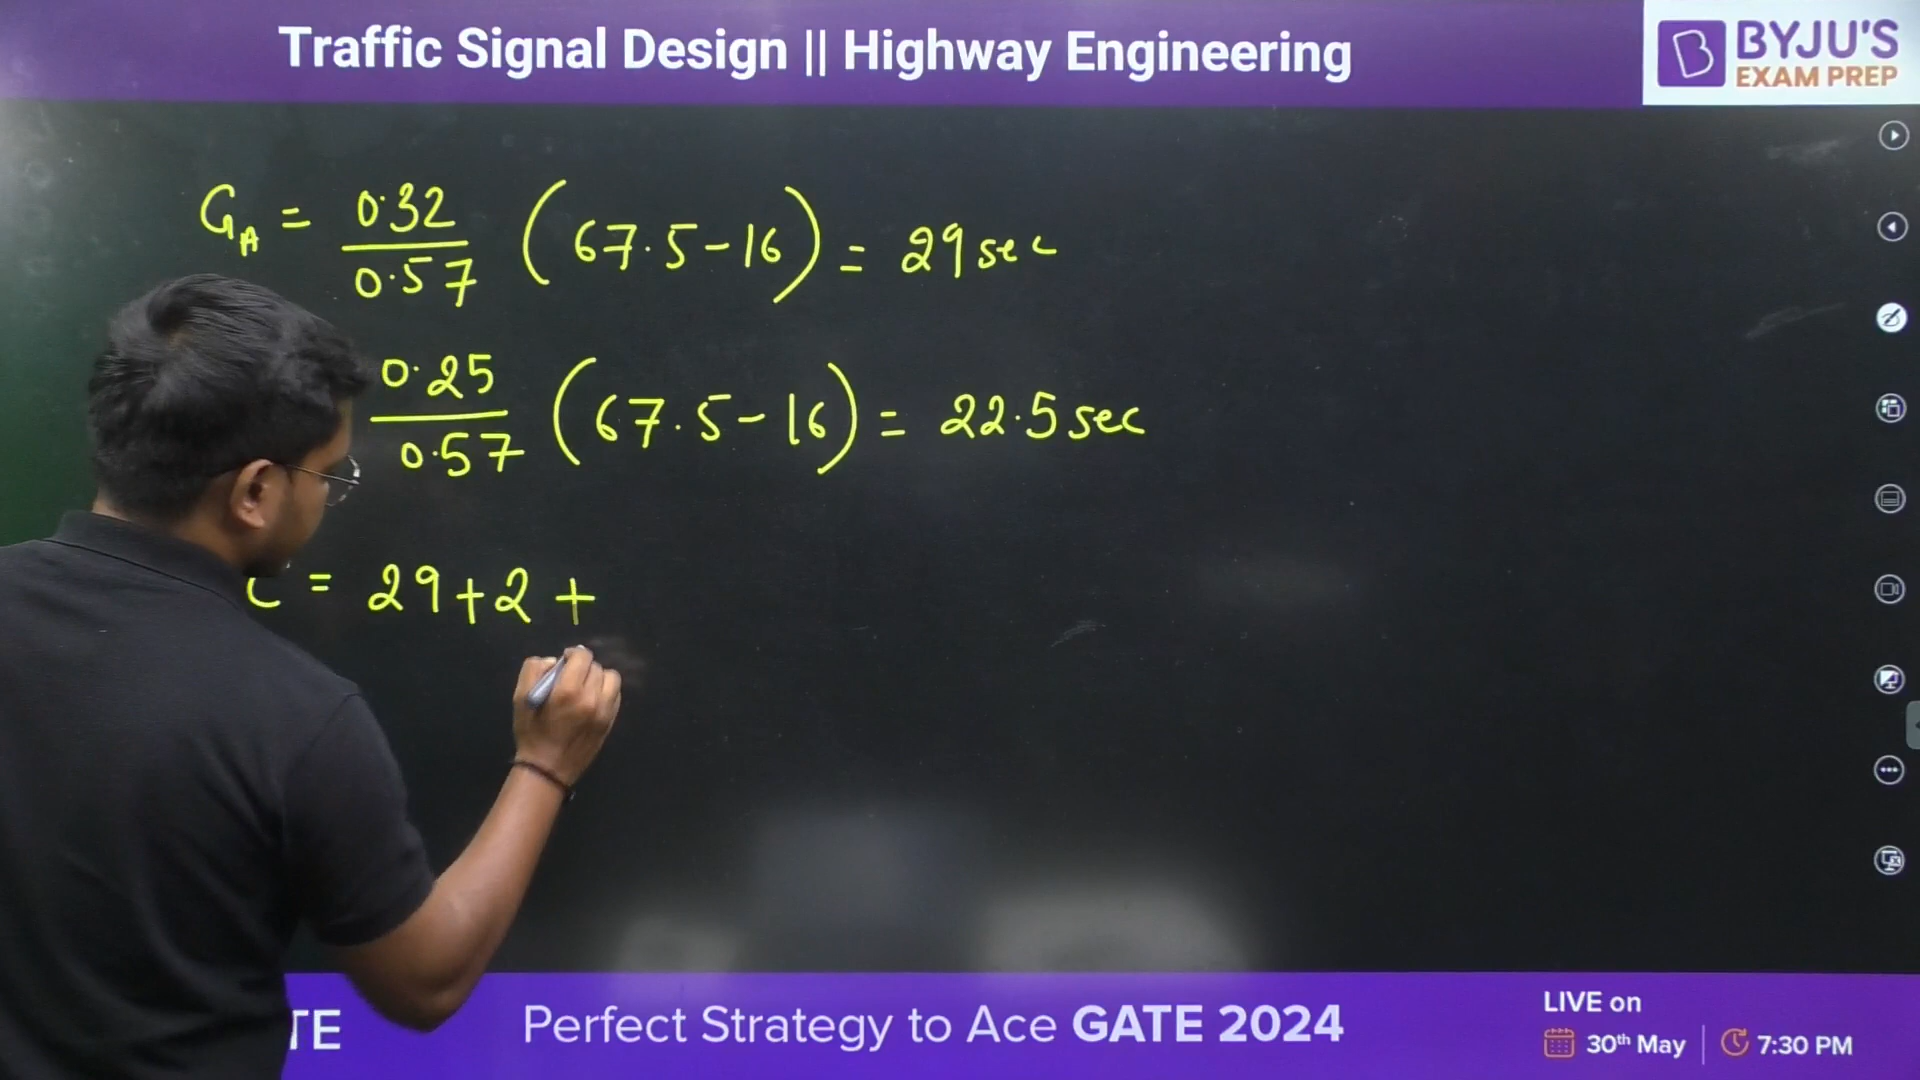 Traffic Signal Design || Highway Engineering
BYJU'S
EXAM PREP
G_A = 0.32/0.57 (67.5-16) = 29 sec
0.25/0.57 (67.5-16) = 22.5 sec
C = 29+2+
TE
Perfect Strategy to Ace GATE 2024
LIVE on
30th May | 7:30 PM